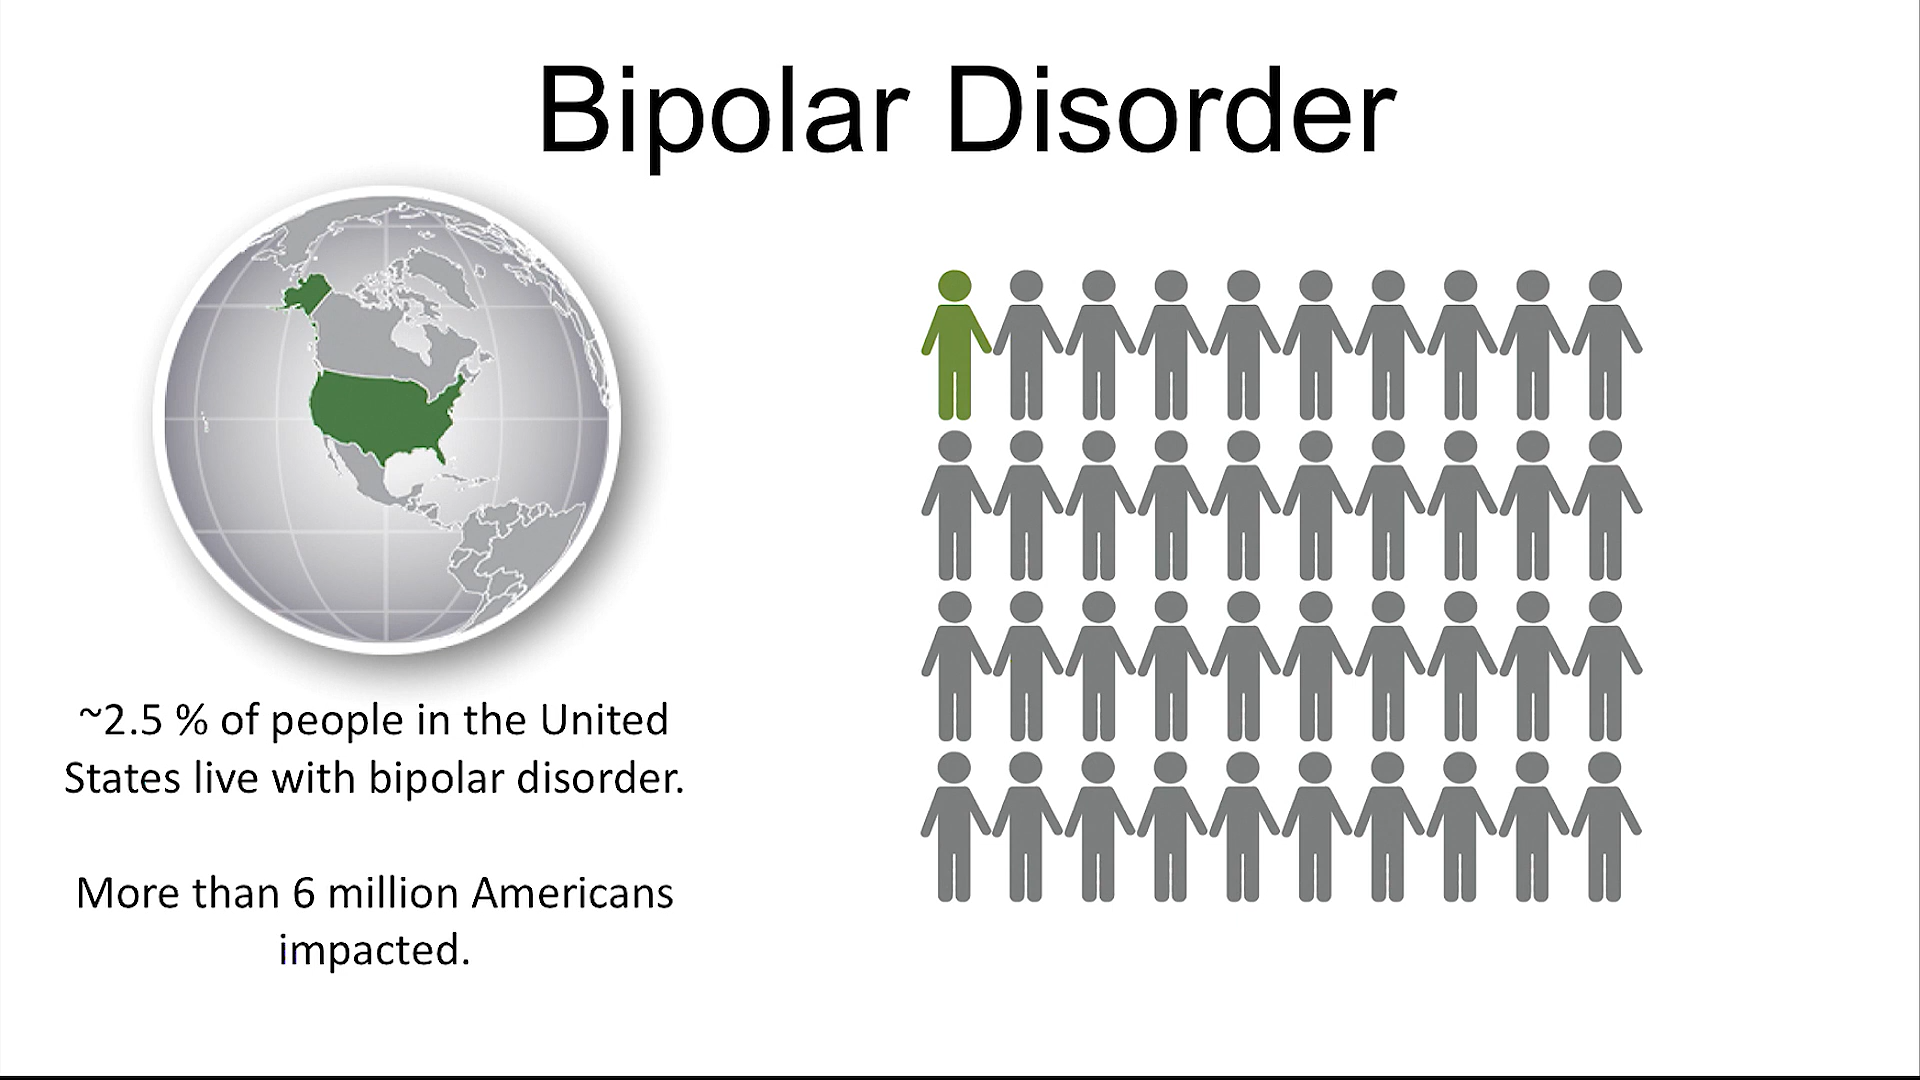 Bipolar Disorder
~2.5 % of people in the United
States live with bipolar disorder.
More than 6 million Americans
impacted.